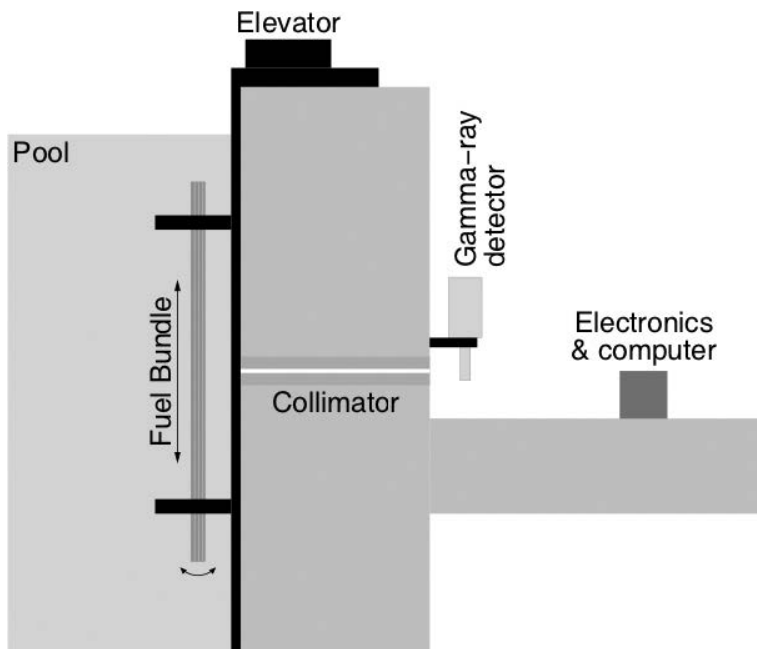 Elevator
Pool
Gamma−ray
detector
Fuel Bundle
Electronics
& computer
Collimator